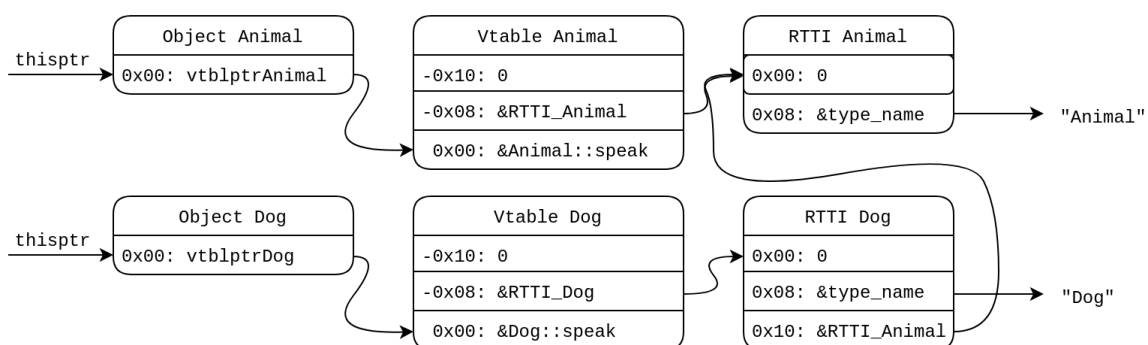 Object Animal
thisptr
0x00: vtblptrAnimal
Vtable Animal
-0x10: 0
-0x08: &RTTI_Animal
0x00: &Animal::speak
RTTI Animal
0x00: 0
0x08: &type_name
"Animal"
Object Dog
thisptr
0x00: vtblptrDog
Vtable Dog
-0x10: 0
-0x08: &RTTI_Dog
0x00: &Dog::speak
RTTI Dog
0x00: 0
0x08: &type_name
0x10: &RTTI_Animal
"Dog"